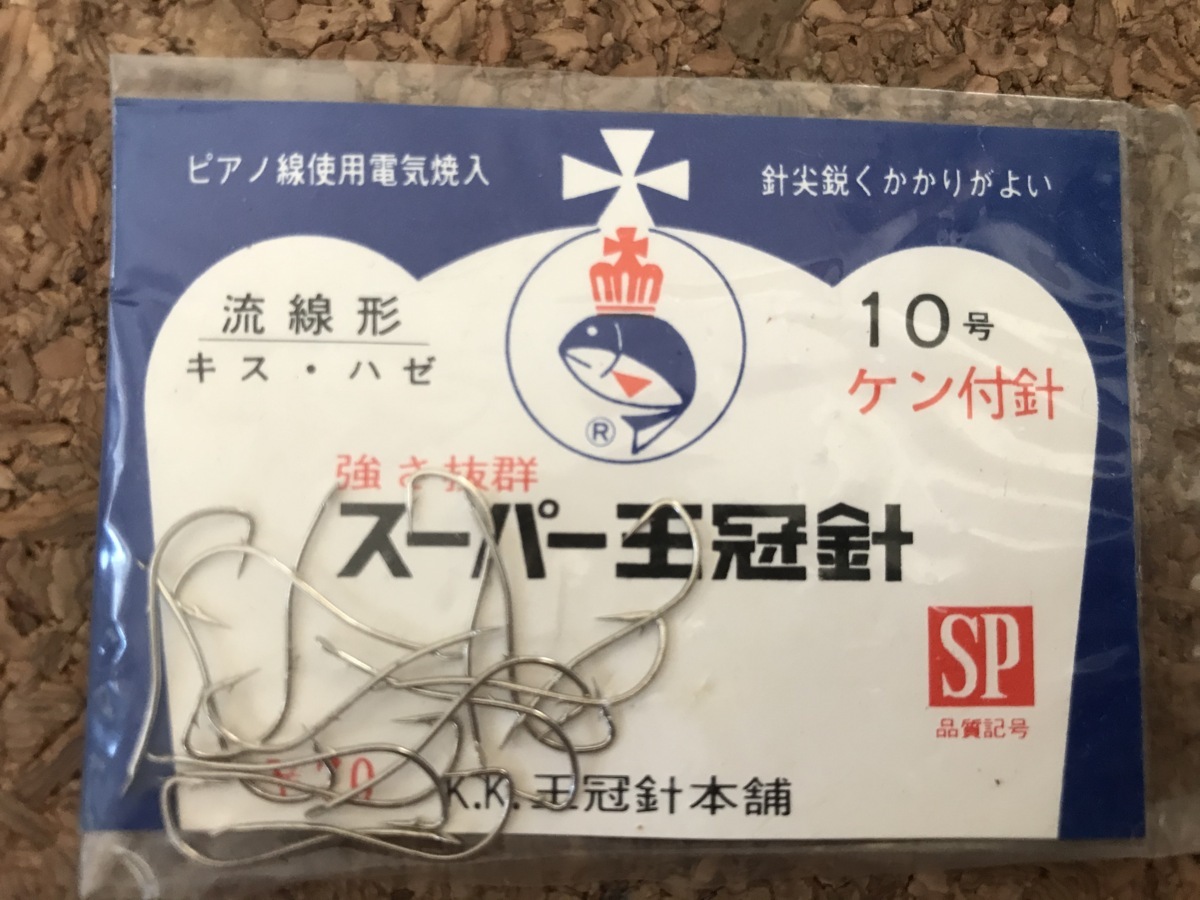 ピアノ線使用電気焼入
針尖鋭くかかりがよい
流線形
キス・ハゼ
10号
ケン付針
®
強さ抜群
スーパー王冠針
SP
品質記号
K.K.王冠針本舗